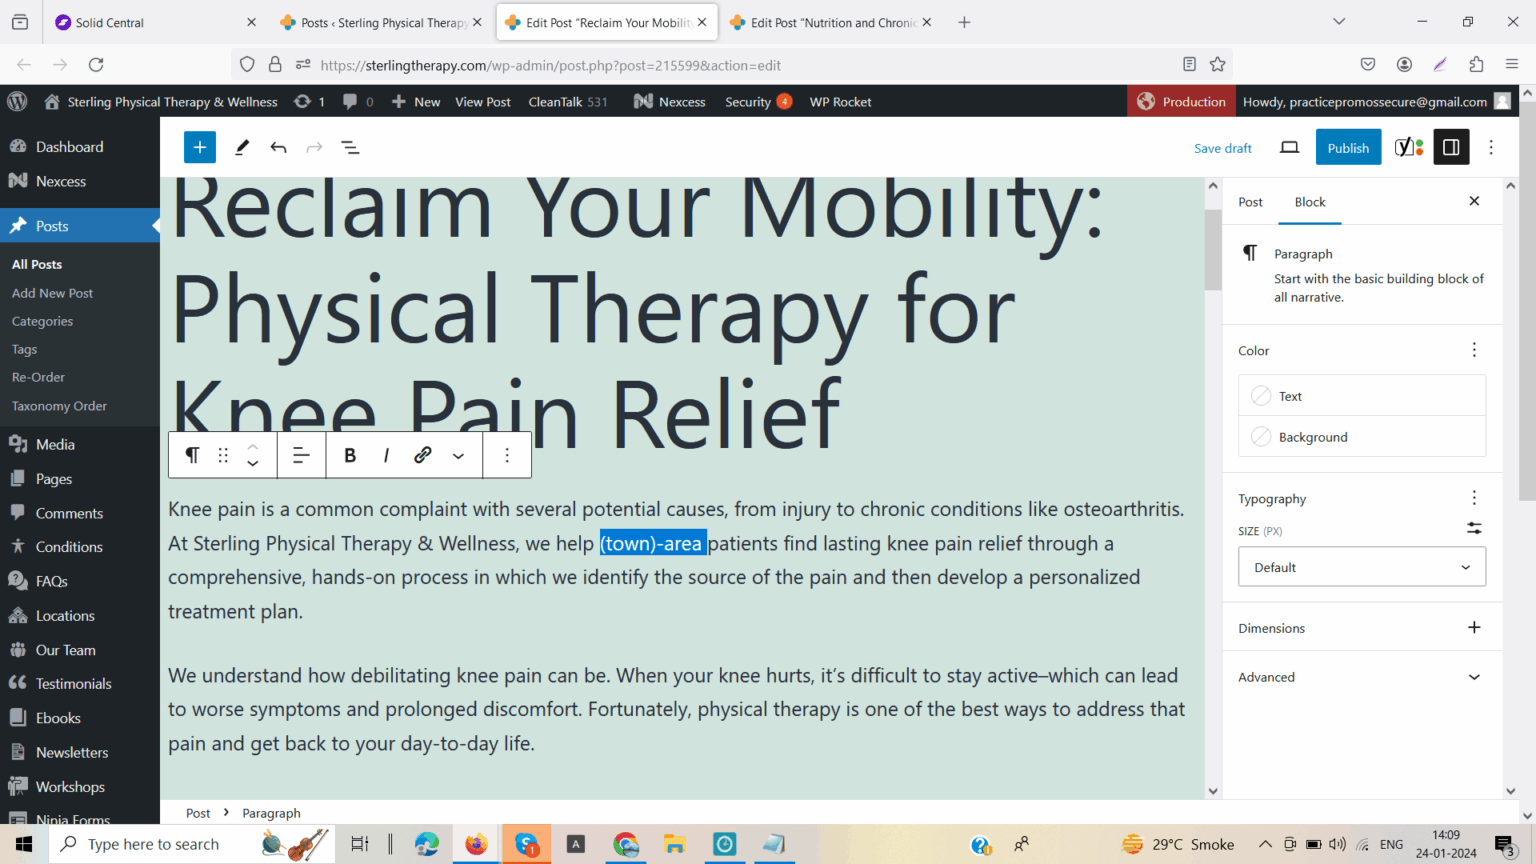 Solid Central
Posts ‹ Sterling Physical Therapy
Edit Post “Reclaim Your Mobility
Edit Post “Nutrition and Chronic
https://sterlingtherapy.com/wp-admin/post.php?post=215599&action=edit
Sterling Physical Therapy & Wellness
1
0
New
View Post
CleanTalk 531
Nexcess
Security 4
WP Rocket
Production
Howdy, practicepromossecure@gmail.com
Dashboard
Nexcess
Posts
All Posts
Add New Post
Categories
Tags
Re-Order
Taxonomy Order
Media
Pages
Comments
Conditions
FAQs
Locations
Our Team
Testimonials
Ebooks
Newsletters
Workshops
Ninja Forms
Save draft
Publish
Reclaim Your Mobility:
Physical Therapy for
Knee Pain Relief
B I
Knee pain is a common complaint with several potential causes, from injury to chronic conditions like osteoarthritis.
At Sterling Physical Therapy & Wellness, we help (town)-area patients find lasting knee pain relief through a
comprehensive, hands-on process in which we identify the source of the pain and then develop a personalized
treatment plan.
We understand how debilitating knee pain can be. When your knee hurts, it’s difficult to stay active–which can lead
to worse symptoms and prolonged discomfort. Fortunately, physical therapy is one of the best ways to address that
pain and get back to your day-to-day life.
Post
Block
Paragraph
Start with the basic building block of
all narrative.
Color
Text
Background
Typography
SIZE (PX)
Default
Dimensions
Advanced
Post › Paragraph
Type here to search
29°C Smoke
ENG
14:09
24-01-2024
3